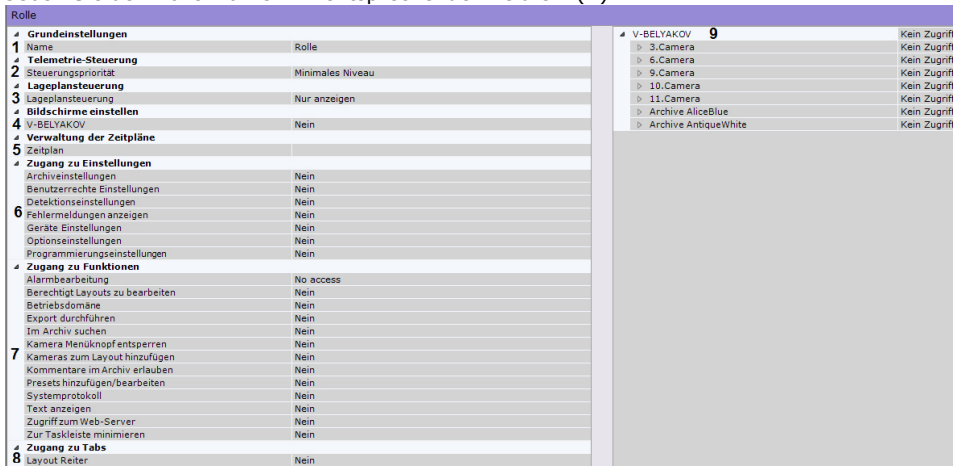 Rolle
Grundeinstellungen
1 Name Rolle
Telemetrie-Steuerung
2 Steuerungspriorität Minimales Niveau
Lageplansteuerung
3 Lageplansteuerung Nur anzeigen
Bildschirme einstellen
4 V-BELYAKOV Nein
Verwaltung der Zeitpläne
5 Zeitplan
Zugang zu Einstellungen
Archiveinstellungen Nein
Benutzerrechte Einstellungen Nein
Detektionseinstellungen Nein
6 Fehlermeldungen anzeigen Nein
Geräte Einstellungen Nein
Optionseinstellungen Nein
Programmierungseinstellungen Nein
Zugang zu Funktionen
Alarmbearbeitung No access
Berechtigt Layouts zu bearbeiten Nein
Betriebsdomäne Nein
Export durchführen Nein
Im Archiv suchen Nein
Kamera Menüknopf entsperren Nein
7 Kameras zum Layout hinzufügen Nein
Kommentare im Archiv erlauben Nein
Presets hinzufügen/bearbeiten Nein
Systemprotokoll Nein
Text anzeigen Nein
Zugriff zum Web-Server Nein
Zur Taskleiste minimieren Nein
Zugang zu Tabs
8 Layout Reiter Nein
V-BELYAKOV 9 Kein Zugriff
3.Camera Kein Zugriff
6.Camera Kein Zugriff
9.Camera Kein Zugriff
10.Camera Kein Zugriff
11.Camera Kein Zugriff
Archive AliceBlue Kein Zugriff
Archive AntiqueWhite Kein Zugriff